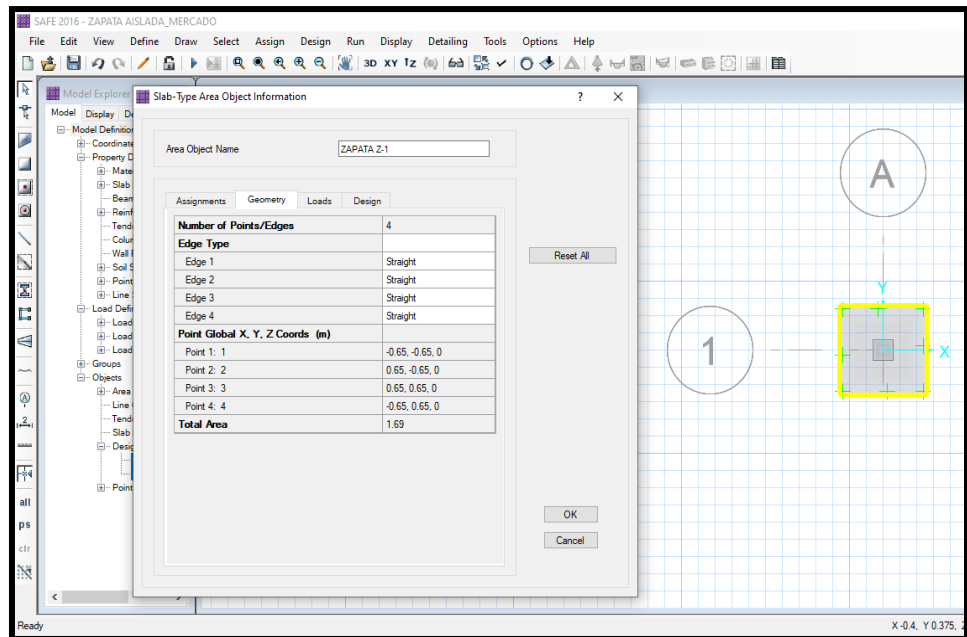 SAFE 2016 - ZAPATA AISLADA_MERCADO
File Edit View Define Draw Select Assign Design Run Display Detailing Tools Options Help
3D XY
Model Explorer
Slab-Type Area Object Information ? X
Model Display De
Model Definition
Coordinate
Property D
Mate
Slab
Bear
Reinf
Tend
Colur
Wall F
Soil S
Point
Line
Load Defi
Load
Load
Load
Groups
Objects
Area
Line
Tend
Slab
Desig
Point
Area Object Name ZAPATA Z-1
Assignments Geometry Loads Design
Number of Points/Edges 4
Edge Type
Edge 1 Straight
Edge 2 Straight
Edge 3 Straight
Edge 4 Straight
Point Global X, Y, Z Coords (m)
Point 1: 1 -0.65, -0.65, 0
Point 2: 2 0.65, -0.65, 0
Point 3: 3 0.65, 0.65, 0
Point 4: 4 -0.65, 0.65, 0
Total Area 1.69
Reset All
OK
Cancel
A
1
Y
X
all
ps
clr
Ready
X -0.4, Y 0.375,